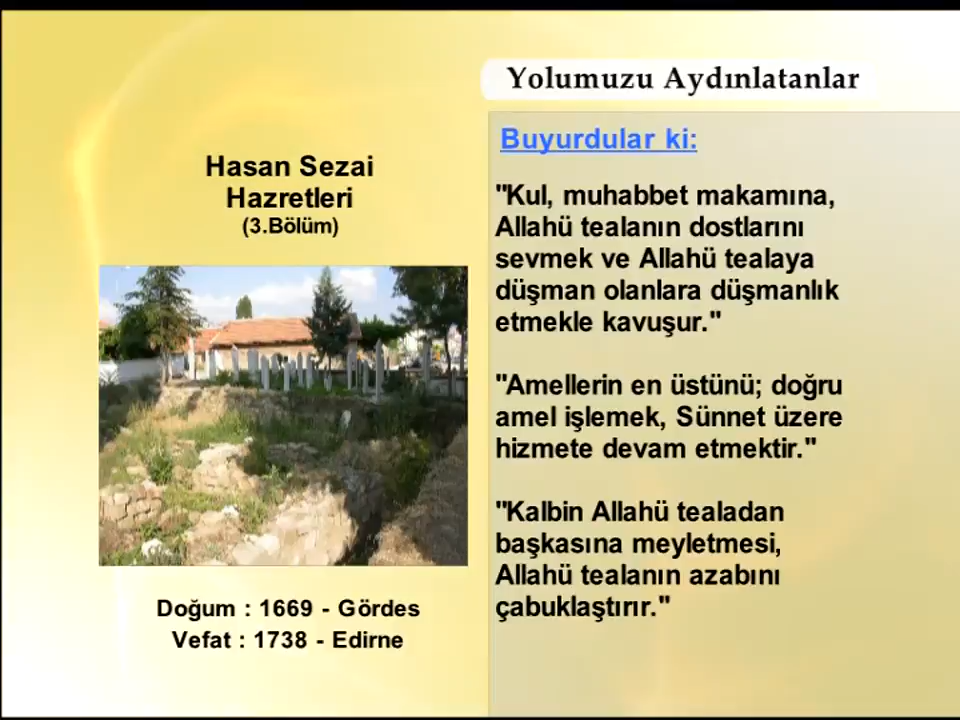 Yolumuzu Aydınlatanlar
Hasan Sezai
Hazretleri
(3.Bölüm)
Doğum : 1669 - Gördes
Vefat : 1738 - Edirne
Buyurdular ki:
"Kul, muhabbet makamına,
Allahü tealanın dostlarını
sevmek ve Allahü tealaya
düşman olanlara düşmanlık
etmekle kavuşur."
"Amellerin en üstünü; doğru
amel işlemek, Sünnet üzere
hizmete devam etmektir."
"Kalbin Allahü tealadan
başkasına meyletmesi,
Allahü tealanın azabını
çabuklaştırır."